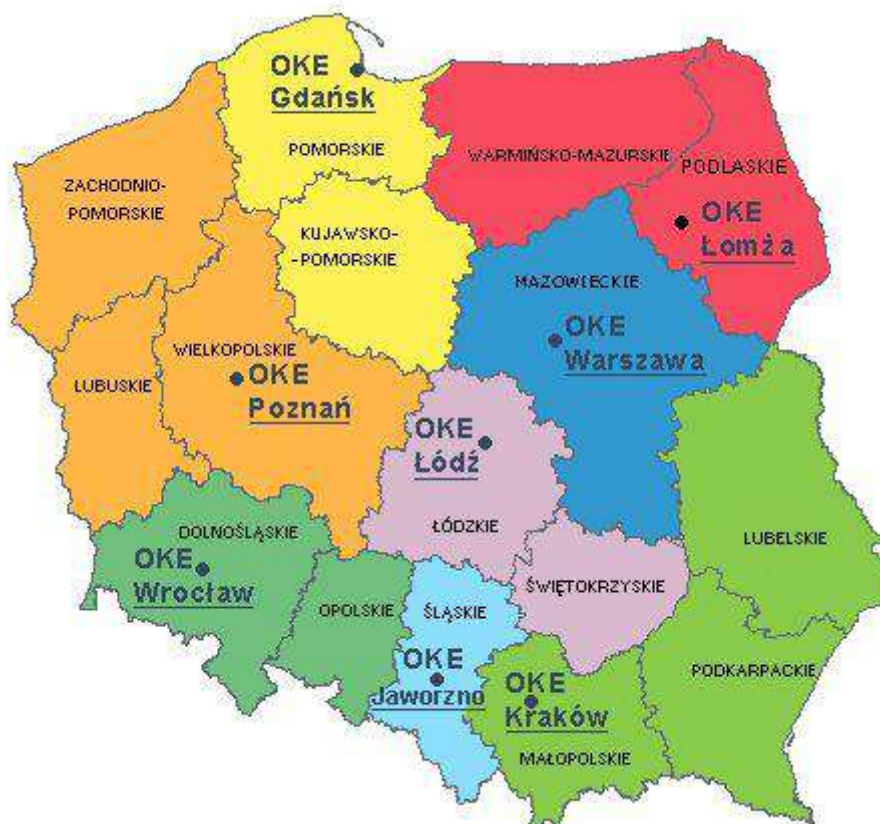 OKE
Gdańsk
POMORSKIE
WARMIŃSKO-MAZURSKIE
PODLASKIE
ZACHODNIO-
POMORSKIE
OKE
Łomża
KUJAWSKO-
-POMORSKIE
MAZOWIECKIE
OKE
Warszawa
WIELKOPOLSKIE
LUBUSKIE
OKE
Poznań
OKE
Łódź
ŁÓDZKIE
DOLNOŚLĄSKIE
OKE
Wrocław
LUBELSKIE
OPOLSKIE
ŚLĄSKIE
ŚWIĘTOKRZYSKIE
OKE
Jaworzno
OKE
Kraków
PODKARPACKIE
MAŁOPOLSKIE